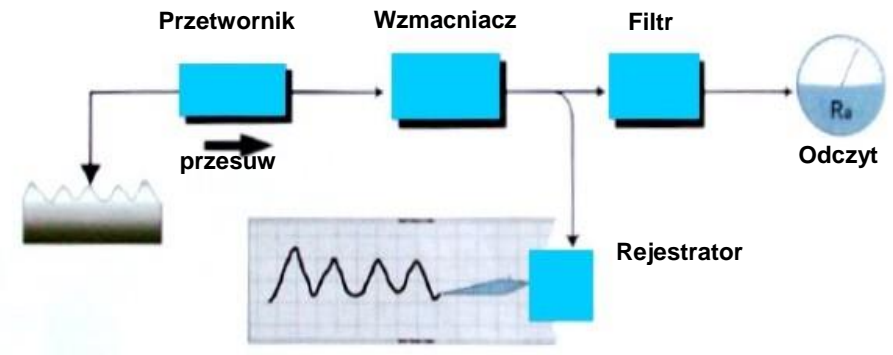 Przetwornik
Wzmacniacz
Filtr
przesuw
Ra
Odczyt
Rejestrator